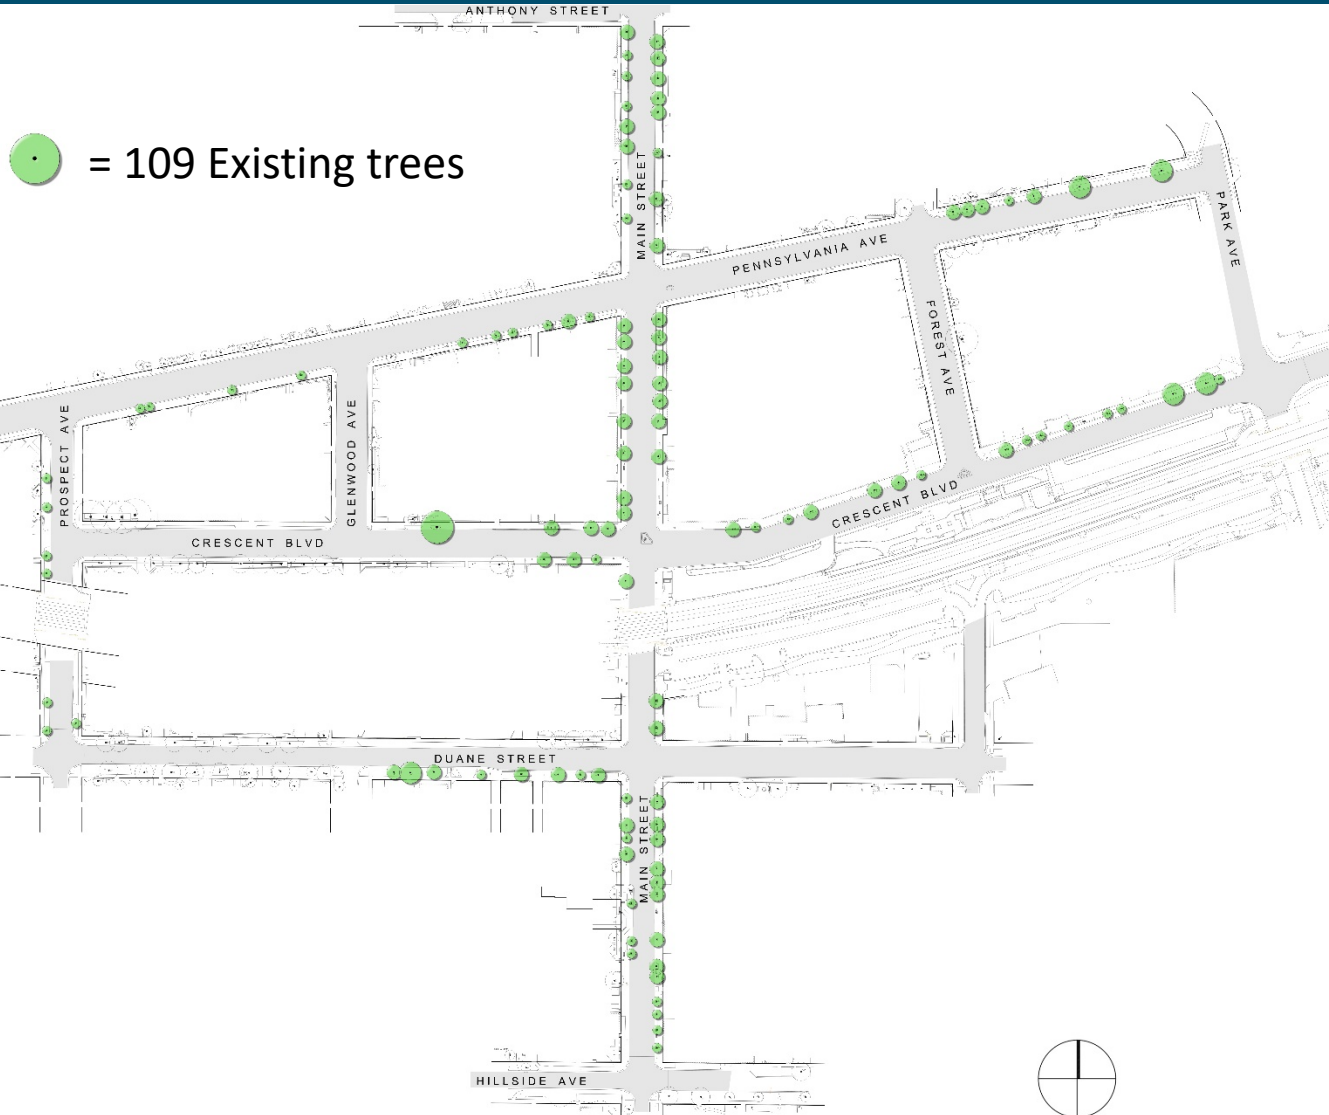 ANTHONY STREET
= 109 Existing trees
MAIN STREET
PARK AVE
PENNSYLVANIA AVE
FOREST AVE
PROSPECT AVE
GLENWOOD AVE
CRESCENT BLVD
CRESCENT BLVD
DUANE STREET
MAIN STREET
HILLSIDE AVE